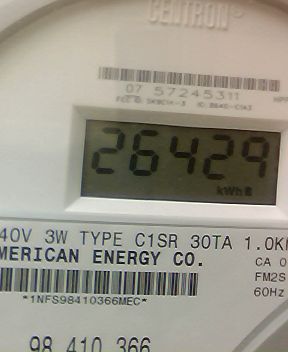 CENTRON®
07 57245311
26429
kWh
40V 3W TYPE C1SR 30TA 1.0K
MERICAN ENERGY CO.
CA 0
FM2S
*1NFS98410366MEC*
60Hz
98 410 366